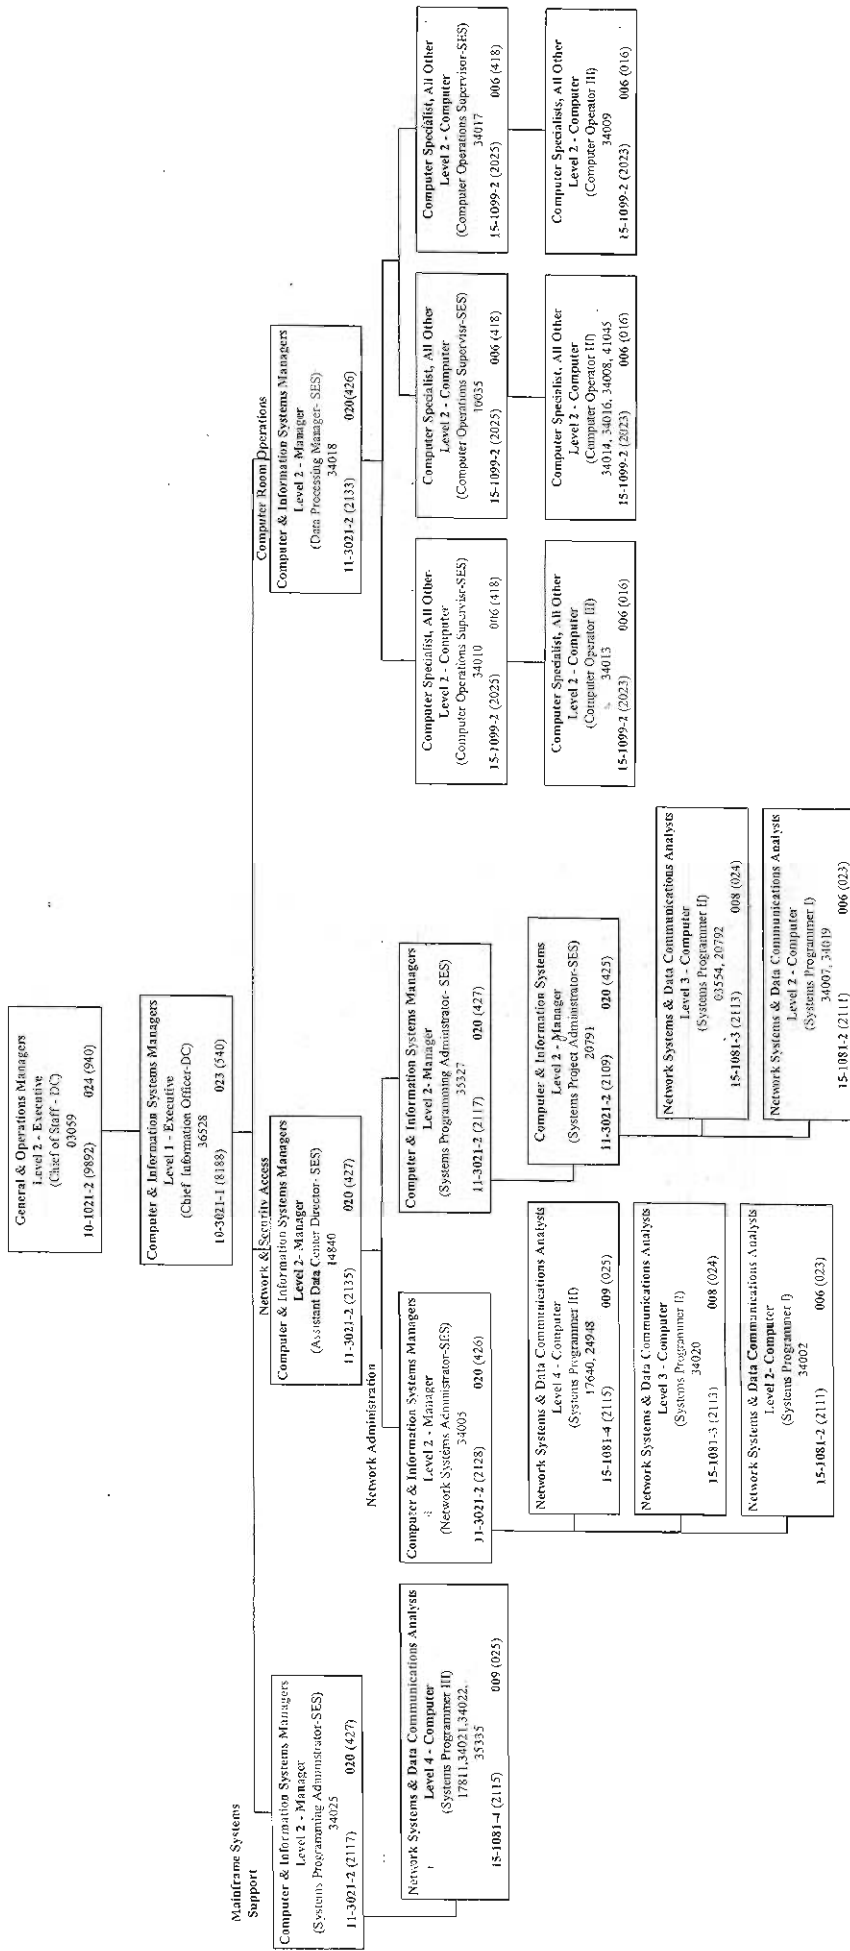 General & Operations Managers
Level 2 - Executive
(Chief of Staff - DC)
03059
10-1021-2 (9892) 024 (940)
Computer & Information Systems Managers
Level 1 - Executive
(Chief Information Officer-DC)
36528
10-3021-1 (8188) 023 (540)
Mainframe Systems
Support
Computer & Information Systems Managers
Level 2 - Manager
(Systems Programming Administrator-SES)
34025
11-3021-2 (2117) 020 (427)
Network Systems & Data Communications Analysts
Level 4 - Computer
(Systems Programmer III)
17811,34021,34022,
35335
15-1081-4 (2115) 009 (025)
Network & Security Access
Computer & Information Systems Managers
Level 2- Manager
(Assistant Data Center Director- SES)
14840
11-3021-2 (2135) 020 (427)
Network Administration
Computer & Information Systems Managers
Level 2 - Manager
(Network Systems Administrator-SES)
34005
11-3021-2 (2128) 020 (426)
Network Systems & Data Communications Analysts
Level 4 - Computer
(Systems Programmer III)
17640, 24948
15-1081-4 (2115) 009 (025)
Network Systems & Data Communications Analysts
Level 3 - Computer
(Systems Programmer II)
34020
15-1081-3 (2113) 008 (024)
Network Systems & Data Communications Analysts
Level 2- Computer
(Systems Programmer I)
34002
15-1081-2 (2111) 006 (023)
Computer & Information Systems Managers
Level 2- Manager
(Systems Programming Administrator- SES)
35327
11-3021-2 (2117) 020 (427)
Computer & Information Systems
Level 2 - Manager
(Systems Project Administrator-SES)
20791
11-3021-2 (2109) 020 (425)
Network Systems & Data Communications Analysts
Level 3 - Computer
(Systems Programmer II)
03554, 20792
15-1081-3 (2113) 008 (024)
Network Systems & Data Communications Analysts
Level 2 - Computer
(Systems Programmer I)
34007, 34019
15-1081-2 (2111) 006 (023)
Computer Room Operations
Computer & Information Systems Managers
Level 2 - Manager
(Data Processing Manager- SES)
34018
11-3021-2 (2133) 020(426)
Computer Specialist, All Other-
Level 2 - Computer
(Computer Operations Supervisr-SES)
34010
15-1099-2 (2025) 006 (418)
Computer Specialist, All Other
Level 2 - Computer
(Computer Operator III)
34013
15-1099-2 (2023) 006 (016)
Computer Specialist, All Other
Level 2 - Computer
(Computer Operations Supervisr-SES)
10035
15-1099-2 (2025) 006 (418)
Computer Specialist, All Other
Level 2 - Computer
(Computer Operator III)
34014, 34016, 34008, 41045
15-1099-2 (2023) 006 (016)
Computer Specialist, All Other
Level 2 - Computer
(Computer Operations Supervisor-SES)
34017
15-1099-2 (2025) 006 (418)
Computer Specialists, All Other
Level 2 - Computer
(Computer Operator III)
34009
15-1099-2 (2023) 006 (016)